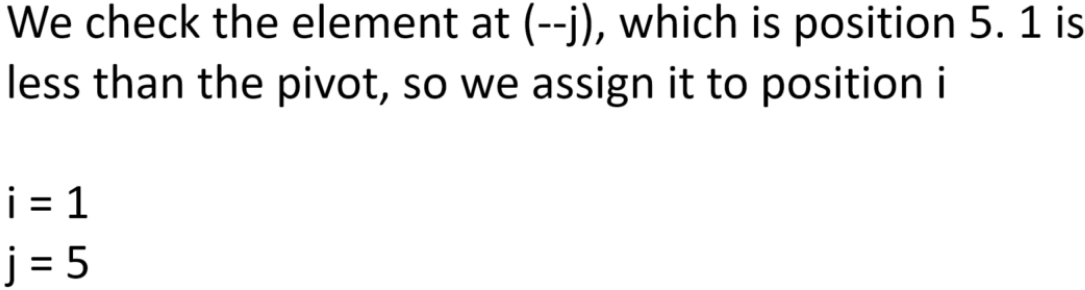 We check the element at (--j), which is position 5. 1 is
less than the pivot, so we assign it to position i
i = 1
j = 5